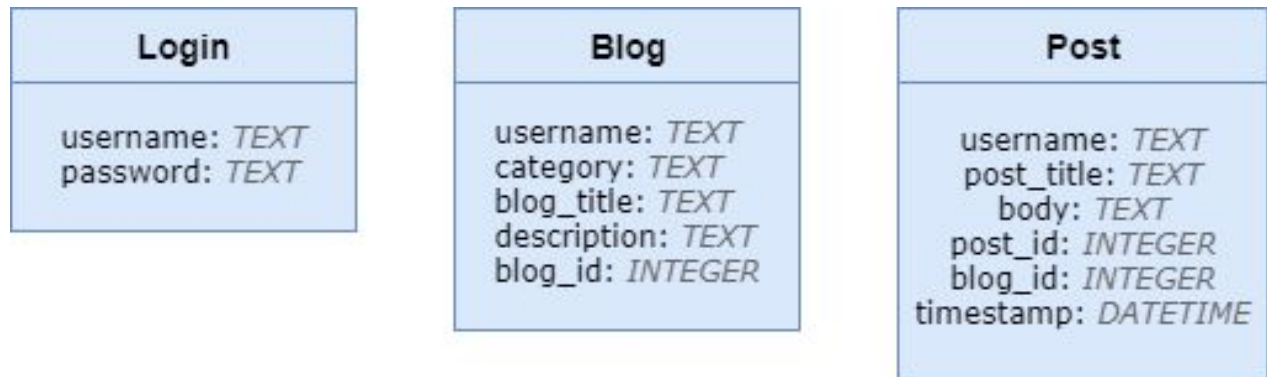 Login
username: TEXT
password: TEXT
Blog
username: TEXT
category: TEXT
blog_title: TEXT
description: TEXT
blog_id: INTEGER
Post
username: TEXT
post_title: TEXT
body: TEXT
post_id: INTEGER
blog_id: INTEGER
timestamp: DATETIME